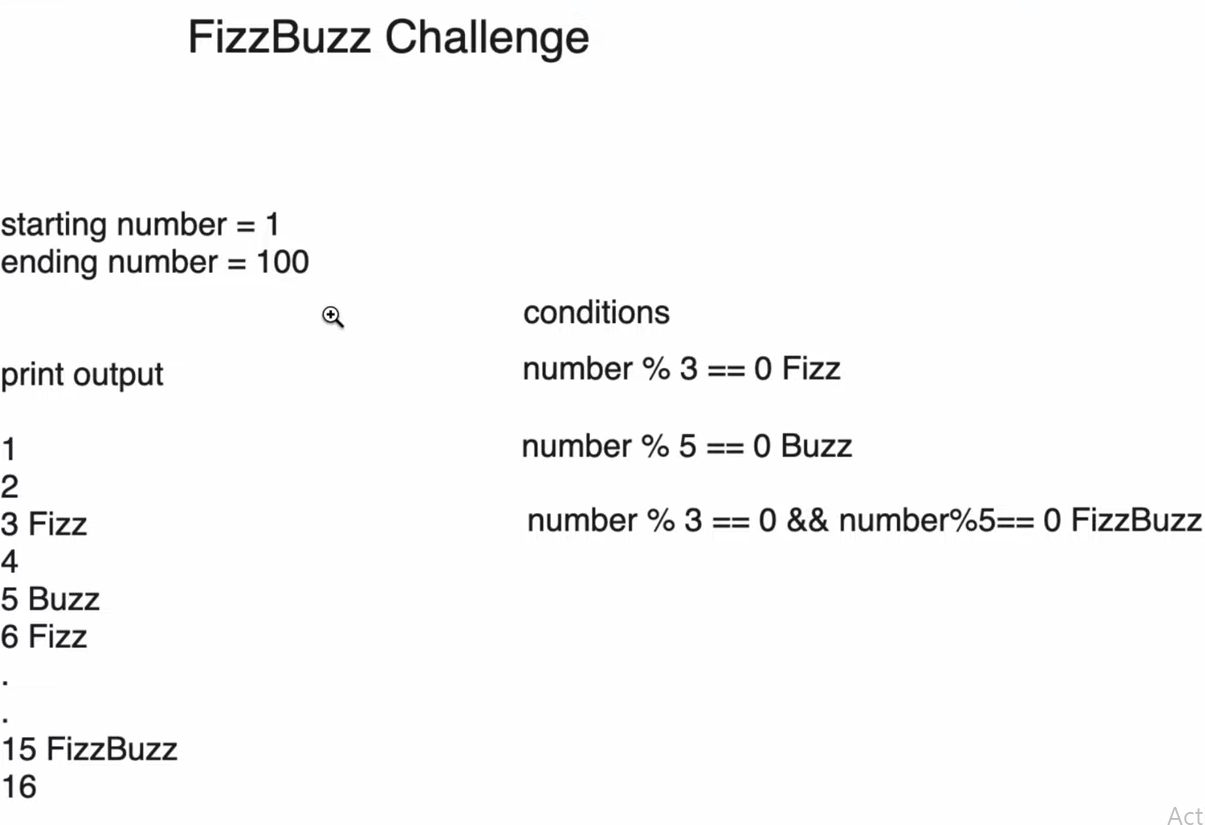 FizzBuzz Challenge
starting number = 1
ending number = 100
print output
1
2
3 Fizz
4
5 Buzz
6 Fizz
.
.
15 FizzBuzz
16
conditions
number % 3 == 0 Fizz
number % 5 == 0 Buzz
number % 3 == 0 && number%5== 0 FizzBuzz
Act